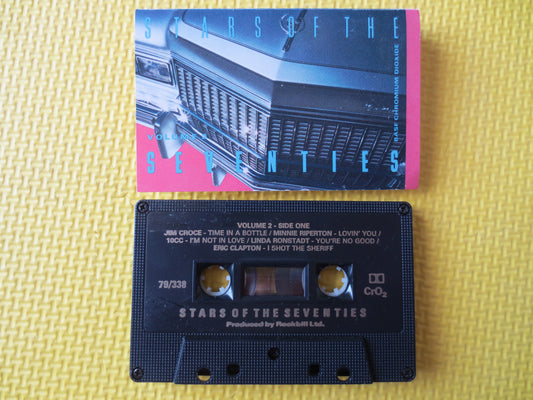 STARS OF THE
VOLUME
SEVENTIES
BASF CHROMIUM DIOXIDE
VOLUME 2 - SIDE ONE
JIM CROCE - TIME IN A BOTTLE / MINNIE RIPERTON - LOVIN' YOU /
10CC - I'M NOT IN LOVE / LINDA RONSTADT - YOU'RE NO GOOD /
ERIC CLAPTON - I SHOT THE SHERIFF
79/338
CrO2
STARS OF THE SEVENTIES
Produced by Rockbill Ltd.